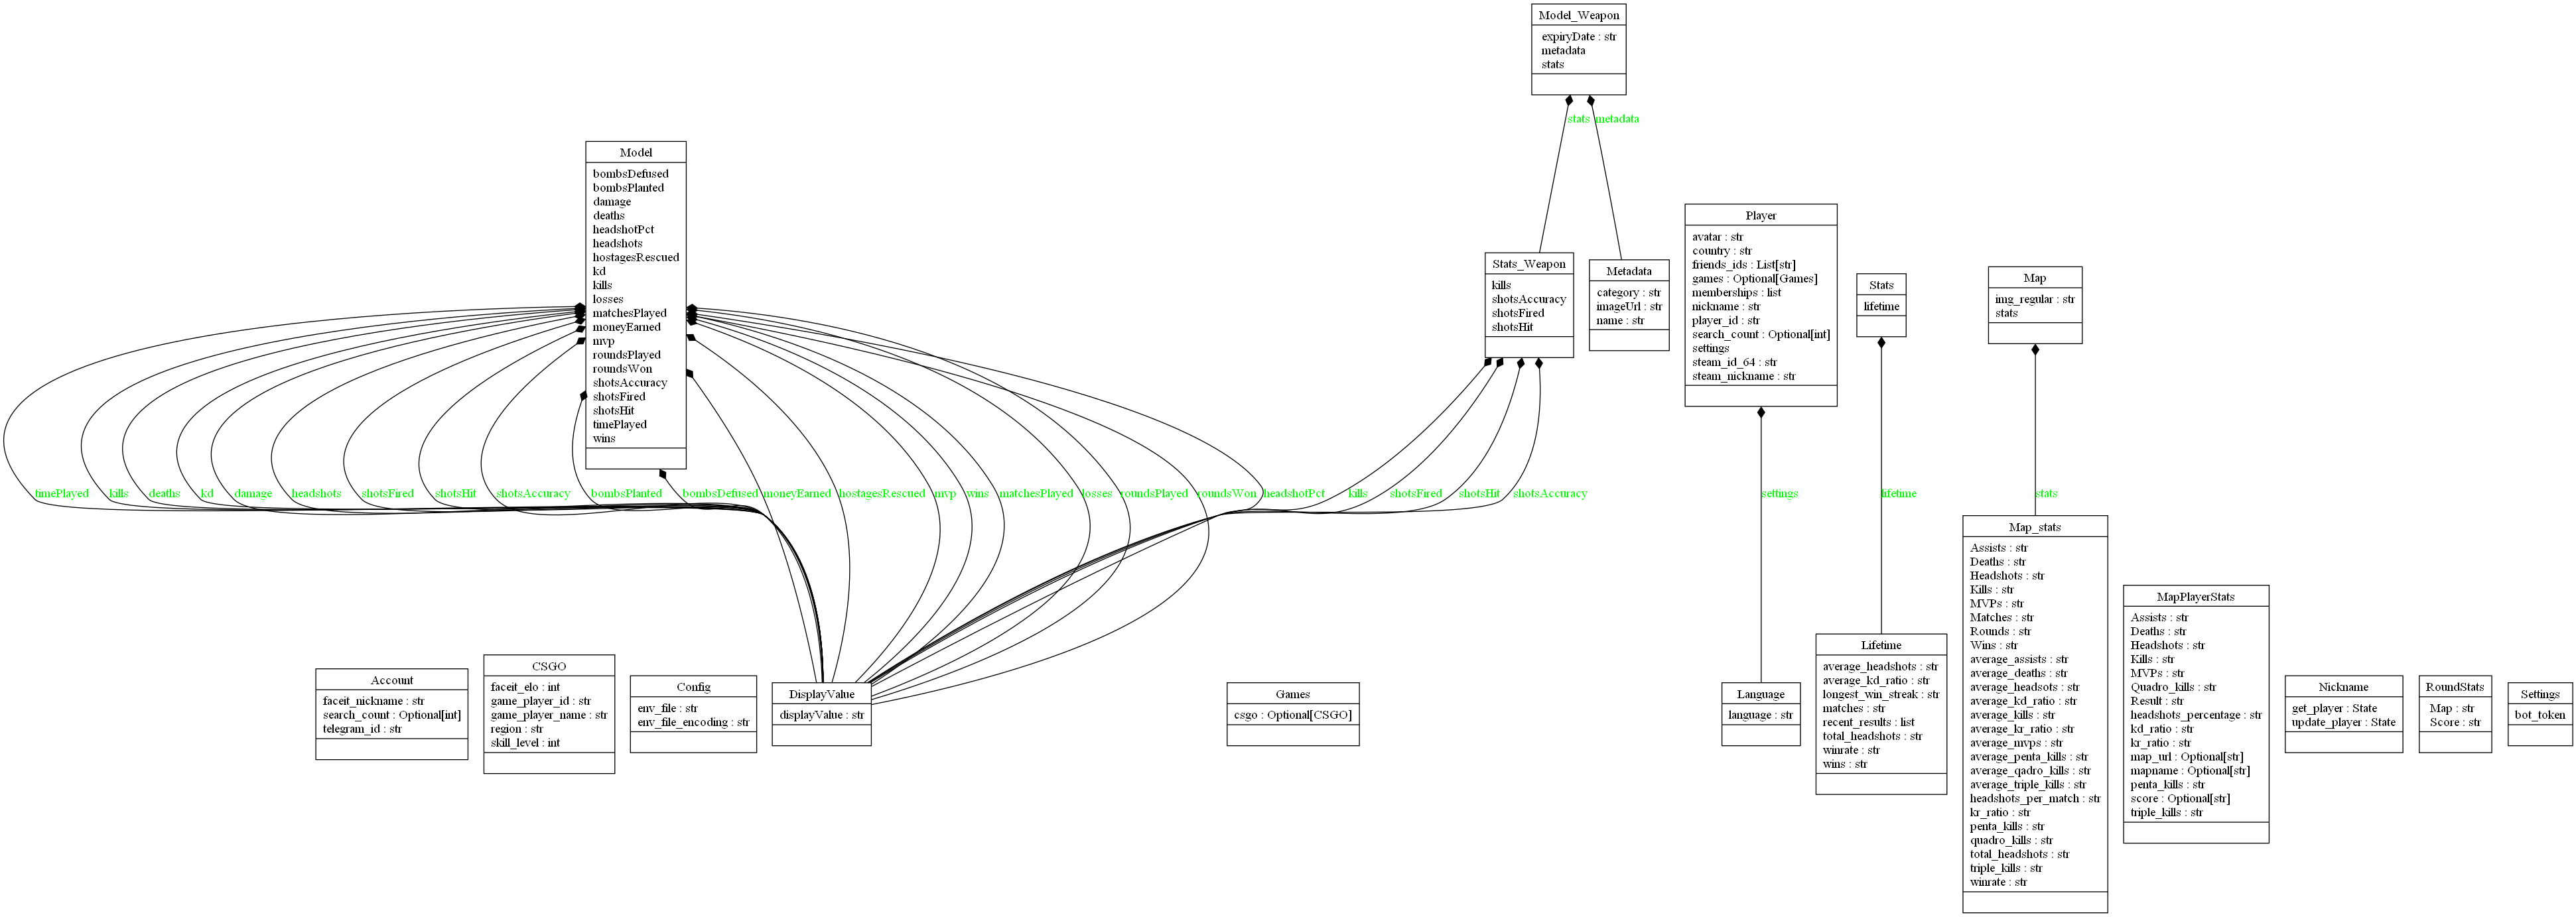 Model_Weapon
expiryDate : str
metadata
stats
stats
metadata
Model
bombsDefused
bombsPlanted
damage
deaths
headshotPct
headshots
hostagesRescued
kd
kills
losses
matchesPlayed
moneyEarned
mvp
roundsPlayed
roundsWon
shotsAccuracy
shotsFired
shotsHit
timePlayed
wins
Stats_Weapon
kills
shotsAccuracy
shotsFired
shotsHit
Metadata
category : str
imageUrl : str
name : str
Player
avatar : str
country : str
friends_ids : List[str]
games : Optional[Games]
memberships : list
nickname : str
player_id : str
search_count : Optional[int]
settings
steam_id_64 : str
steam_nickname : str
Stats
lifetime
Map
img_regular : str
stats
timePlayed
kills
deaths
kd
damage
headshots
shotsFired
shotsHit
shotsAccuracy
bombsPlanted
bombsDefused
moneyEarned
hostagesRescued
mvp
wins
matchesPlayed
losses
roundsPlayed
roundsWon
headshotPct
kills
shotsFired
shotsHit
shotsAccuracy
settings
lifetime
stats
Account
faceit_nickname : str
search_count : Optional[int]
telegram_id : str
CSGO
faceit_elo : int
game_player_id : str
game_player_name : str
region : str
skill_level : int
Config
env_file : str
env_file_encoding : str
DisplayValue
displayValue : str
Games
csgo : Optional[CSGO]
Language
language : str
Lifetime
average_headshots : str
average_kd_ratio : str
longest_win_streak : str
matches : str
recent_results : list
total_headshots : str
winrate : str
wins : str
Map_stats
Assists : str
Deaths : str
Headshots : str
Kills : str
MVPs : str
Matches : str
Rounds : str
Wins : str
average_assists : str
average_deaths : str
average_headsots : str
average_kd_ratio : str
average_kills : str
average_kr_ratio : str
average_mvps : str
average_penta_kills : str
average_qadro_kills : str
average_triple_kills : str
headshots_per_match : str
kr_ratio : str
penta_kills : str
quadro_kills : str
total_headshots : str
triple_kills : str
winrate : str
MapPlayerStats
Assists : str
Deaths : str
Headshots : str
Kills : str
MVPs : str
Quadro_kills : str
Result : str
headshots_percentage : str
kd_ratio : str
kr_ratio : str
map_url : Optional[str]
mapname : Optional[str]
penta_kills : str
score : Optional[str]
triple_kills : str
Nickname
get_player : State
update_player : State
RoundStats
Map : str
Score : str
Settings
bot_token